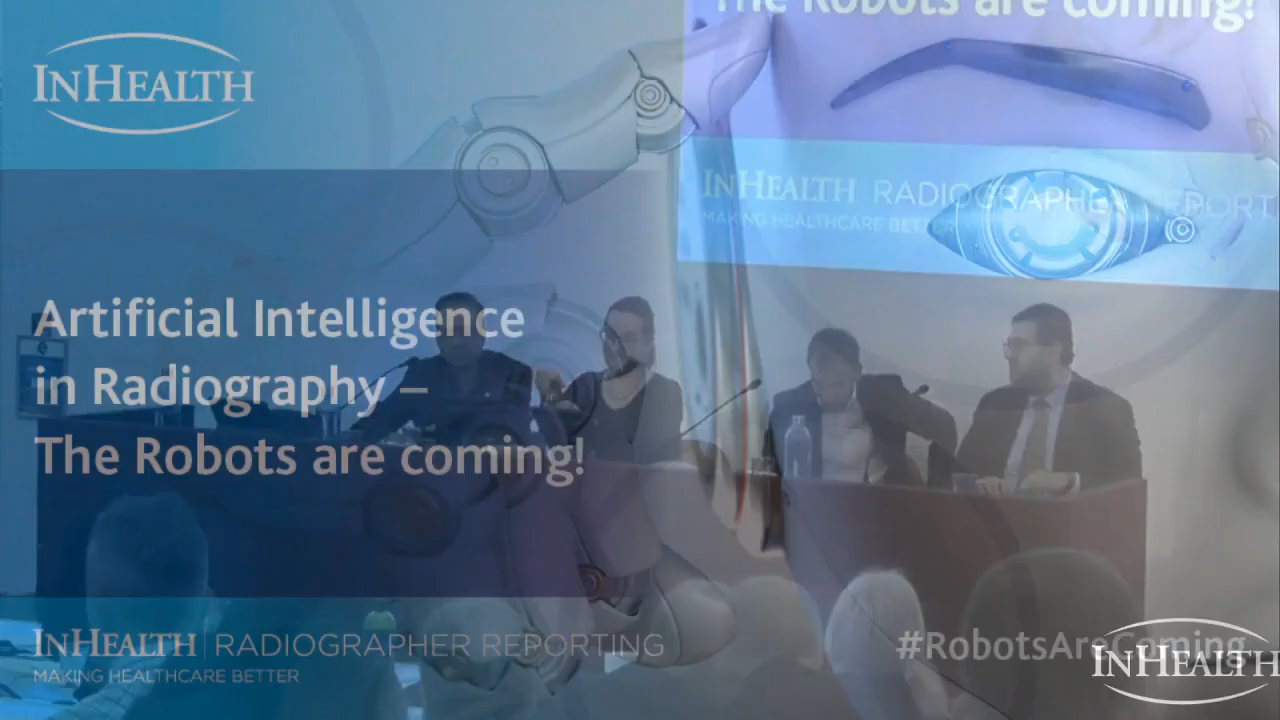 The Robots are coming!
INHEALTH
INHEALTH RADIOGRAPHER REPORT
MAKING HEALTHCARE BETTER
Artificial Intelligence
in Radiography –
The Robots are coming!
INHEALTH | RADIOGRAPHER REPORTING
MAKING HEALTHCARE BETTER
#RobotsAreComing
INHEALTH